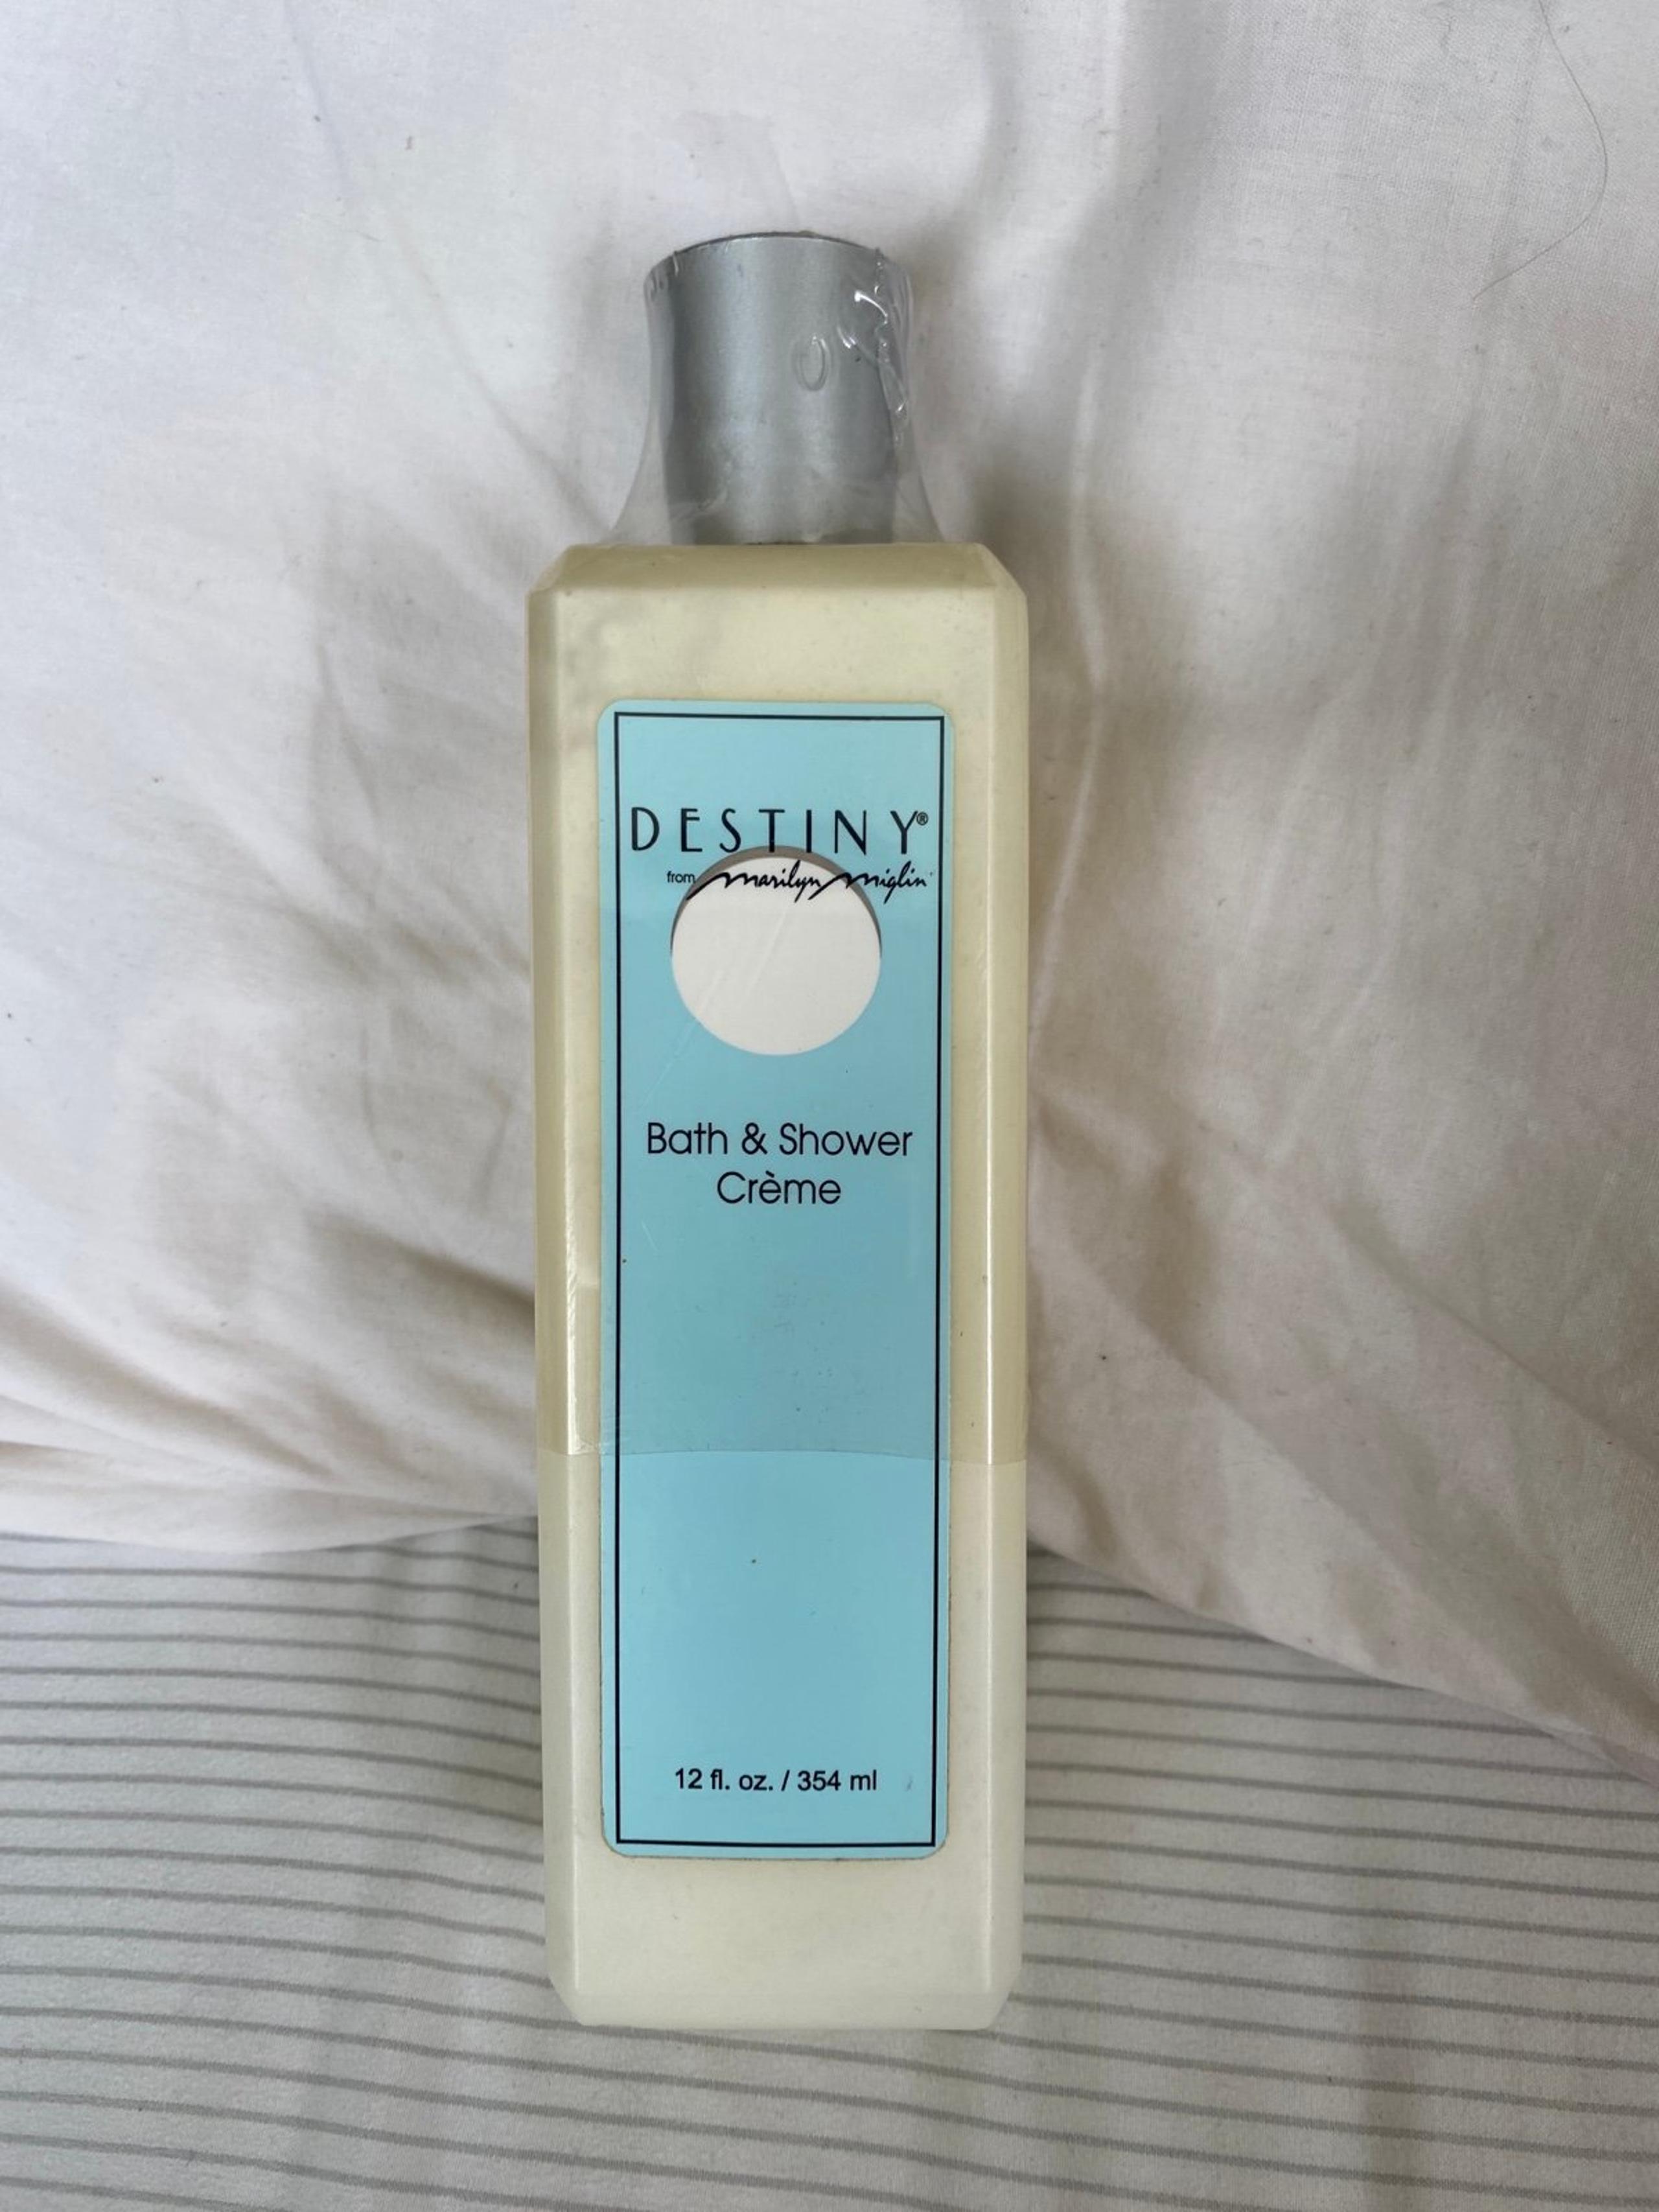 DESTINY®
from marilyn miglin
Bath & Shower
Crème
12 fl. oz. / 354 ml